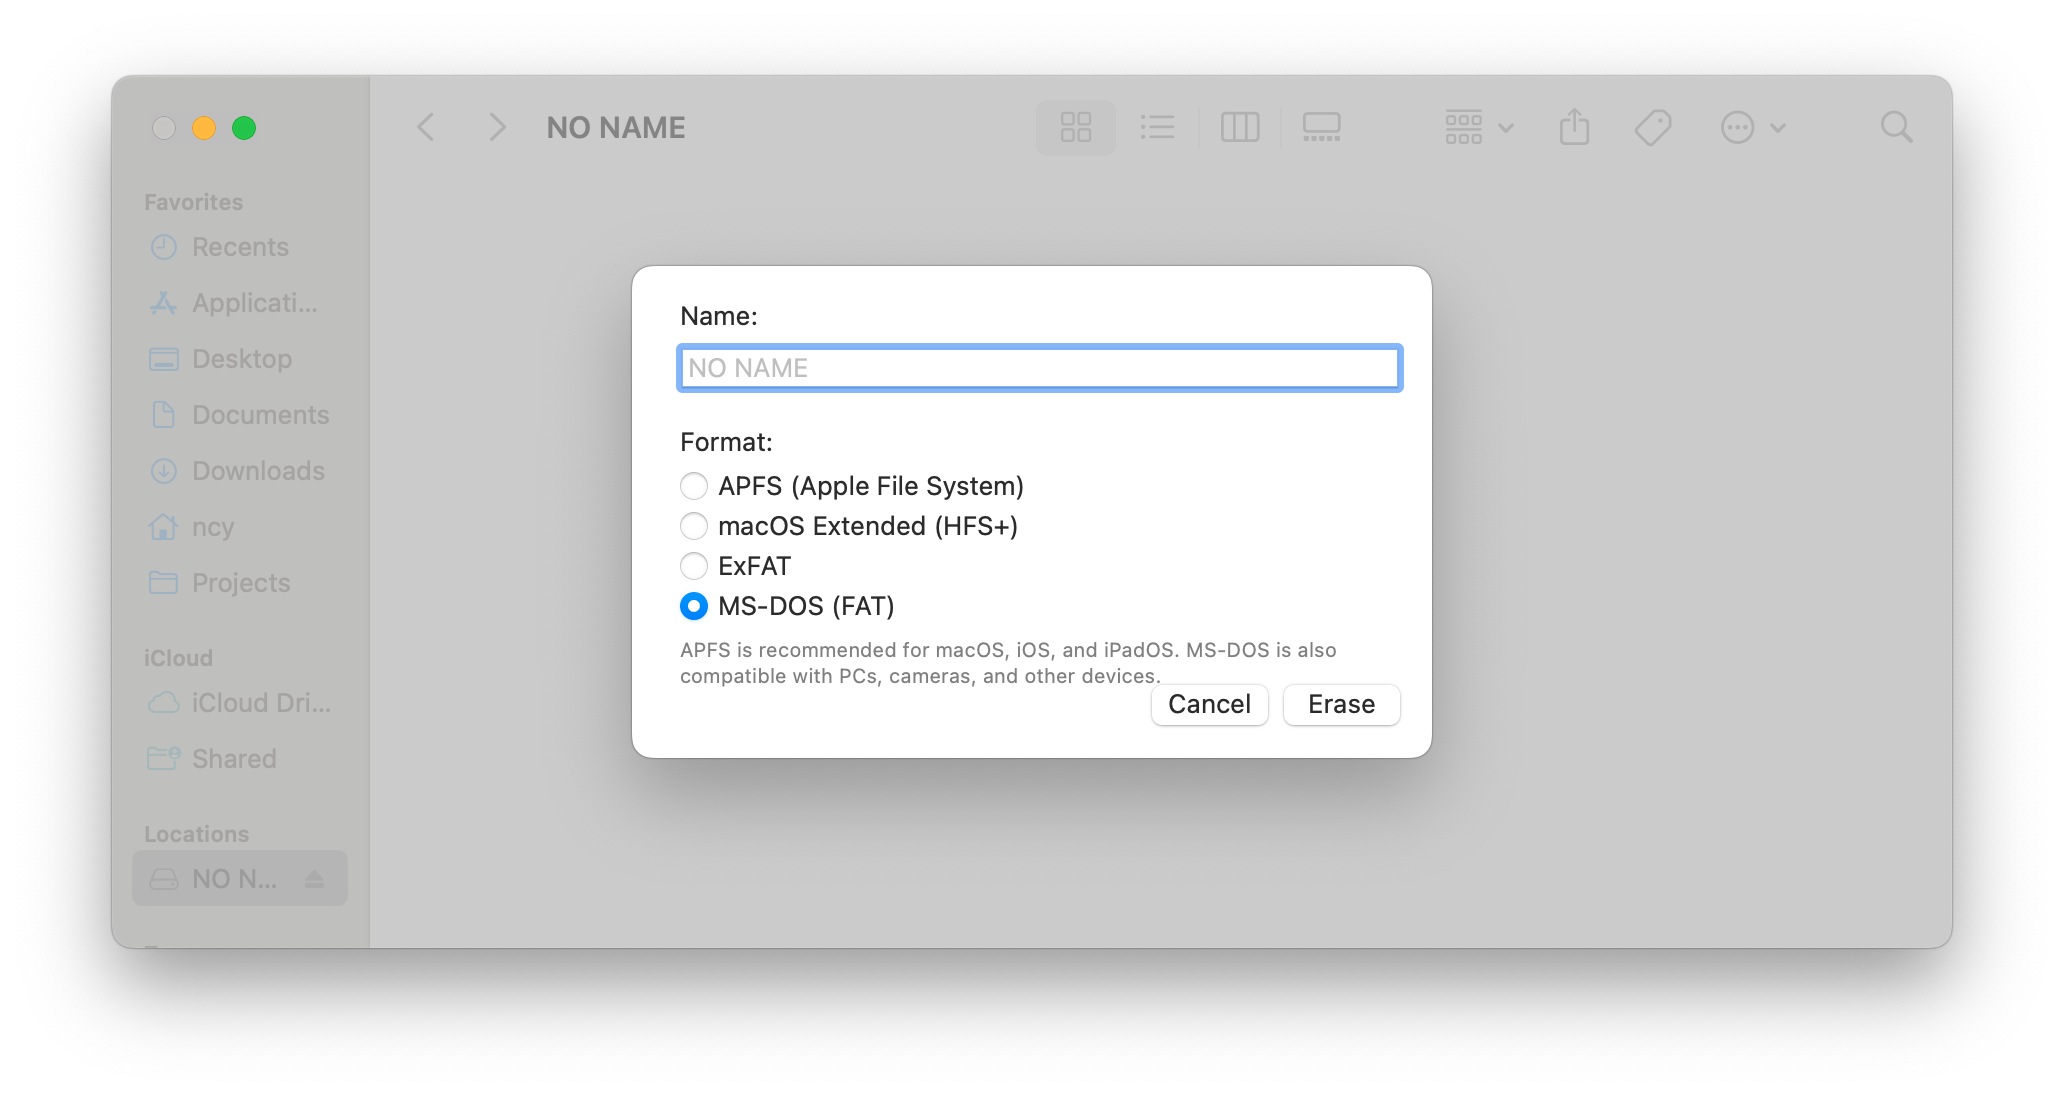 NO NAME
Favorites
Recents
Applicati...
Desktop
Documents
Downloads
ncy
Projects
iCloud
iCloud Dri...
Shared
Locations
NO N...
Name:
NO NAME
Format:
APFS (Apple File System)
macOS Extended (HFS+)
ExFAT
MS-DOS (FAT)
APFS is recommended for macOS, iOS, and iPadOS. MS-DOS is also
compatible with PCs, cameras, and other devices.
Cancel
Erase